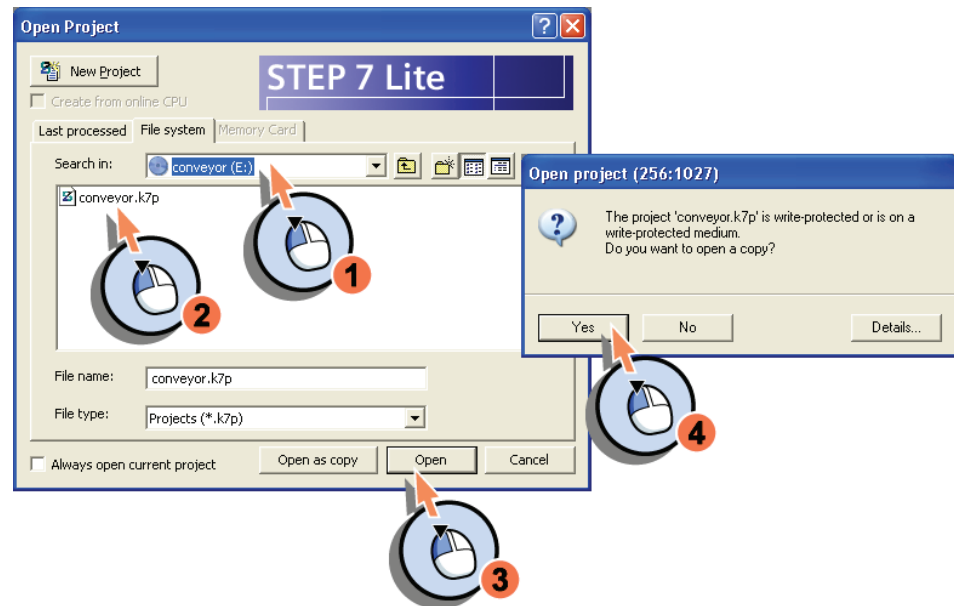 Open Project
New Project
STEP 7 Lite
Create from online CPU
Last processed
File system
Memory Card
Search in:
conveyor (E:)
conveyor.k7p
1
2
File name:
conveyor.k7p
File type:
Projects (*.k7p)
Always open current project
Open as copy
Open
Cancel
3
Open project (256:1027)
The project 'conveyor.k7p' is write-protected or is on a
write-protected medium.
Do you want to open a copy?
Yes
No
Details...
4